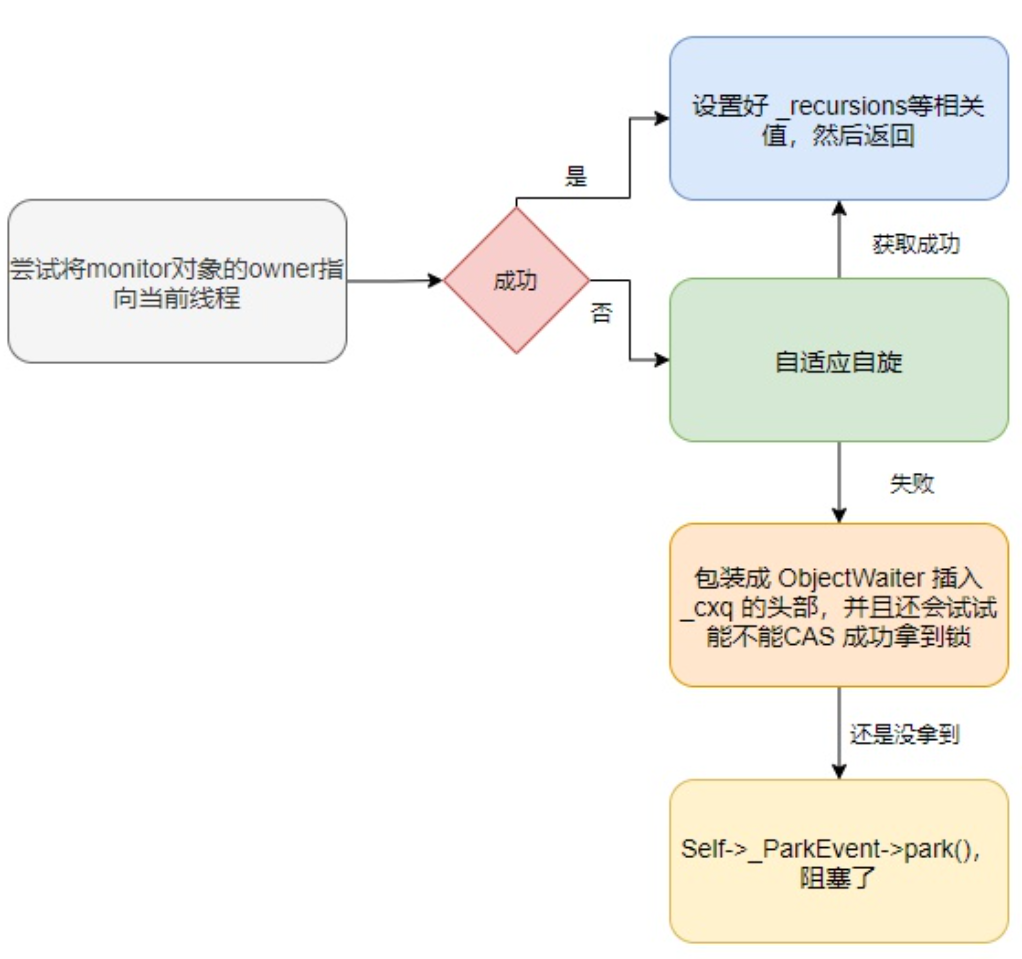 设置好 _recursions等相关
值，然后返回
是
获取成功
尝试将monitor对象的owner指
向当前线程
成功
否
自适应自旋
失败
包装成 ObjectWaiter 插入
_cxq 的头部，并且还会试试
能不能CAS 成功拿到锁
还是没拿到
Self->_ParkEvent->park(),
阻塞了